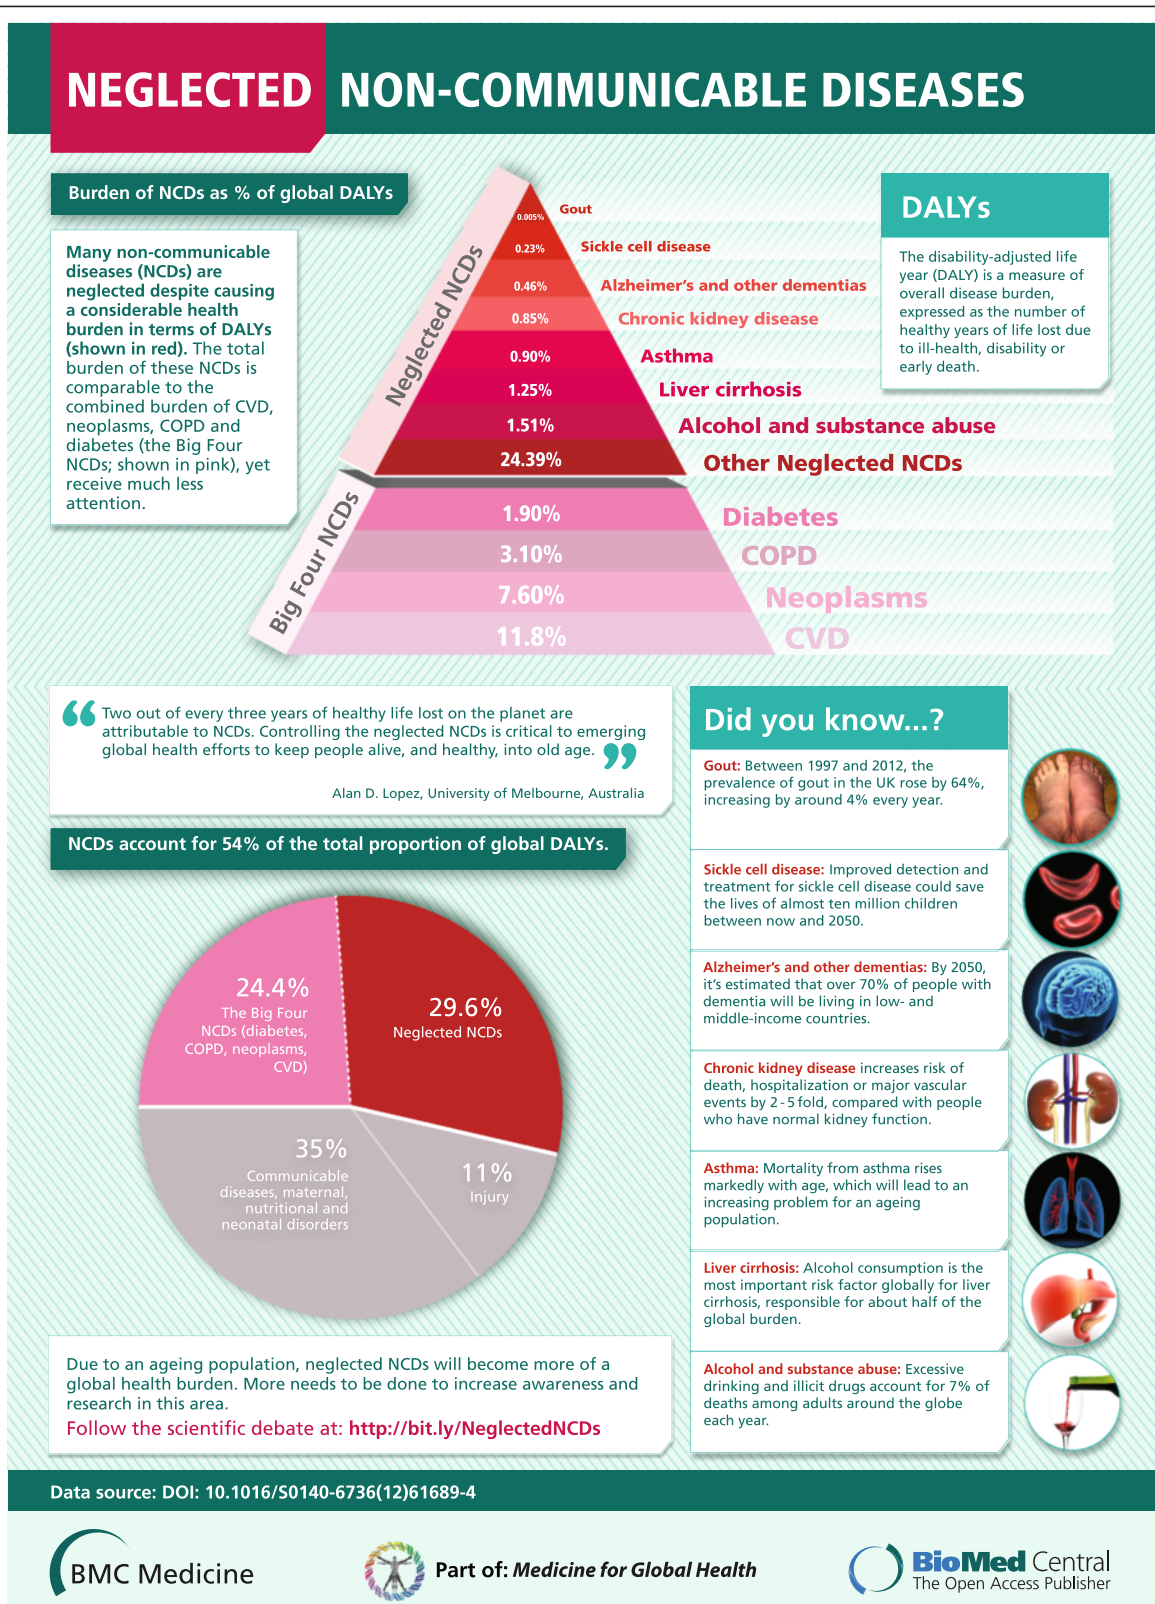 NEGLECTED NON-COMMUNICABLE DISEASES
Burden of NCDs as % of global DALYs
Many non-communicable
diseases (NCDs) are
neglected despite causing
a considerable health
burden in terms of DALYs
(shown in red). The total
burden of these NCDs is
comparable to the
combined burden of CVD,
neoplasms, COPD and
diabetes (the Big Four
NCDs; shown in pink), yet
receive much less
attention.
Neglected NCDs
0.005% Gout
0.23% Sickle cell disease
0.46% Alzheimer's and other dementias
0.85% Chronic kidney disease
0.90% Asthma
1.25% Liver cirrhosis
1.51% Alcohol and substance abuse
24.39% Other Neglected NCDs
Big Four NCDs
1.90% Diabetes
3.10% COPD
7.60% Neoplasms
11.8% CVD
DALYs
The disability-adjusted life
year (DALY) is a measure of
overall disease burden,
expressed as the number of
healthy years of life lost due
to ill-health, disability or
early death.
“ Two out of every three years of healthy life lost on the planet are
attributable to NCDs. Controlling the neglected NCDs is critical to emerging
global health efforts to keep people alive, and healthy, into old age. ”
Alan D. Lopez, University of Melbourne, Australia
NCDs account for 54% of the total proportion of global DALYs.
24.4%
The Big Four
NCDs (diabetes,
COPD, neoplasms,
CVD)
29.6%
Neglected NCDs
35%
Communicable
diseases, maternal,
nutritional and
neonatal disorders
11%
Injury
Due to an ageing population, neglected NCDs will become more of a
global health burden. More needs to be done to increase awareness and
research in this area.
Follow the scientific debate at: http://bit.ly/NeglectedNCDs
Did you know...?
Gout: Between 1997 and 2012, the
prevalence of gout in the UK rose by 64%,
increasing by around 4% every year.
Sickle cell disease: Improved detection and
treatment for sickle cell disease could save
the lives of almost ten million children
between now and 2050.
Alzheimer's and other dementias: By 2050,
it's estimated that over 70% of people with
dementia will be living in low- and
middle-income countries.
Chronic kidney disease increases risk of
death, hospitalization or major vascular
events by 2-5 fold, compared with people
who have normal kidney function.
Asthma: Mortality from asthma rises
markedly with age, which will lead to an
increasing problem for an ageing
population.
Liver cirrhosis: Alcohol consumption is the
most important risk factor globally for liver
cirrhosis, responsible for about half of the
global burden.
Alcohol and substance abuse: Excessive
drinking and illicit drugs account for 7% of
deaths among adults around the globe
each year.
Data source: DOI: 10.1016/S0140-6736(12)61689-4
BMC Medicine
Part of: Medicine for Global Health
BioMed Central
The Open Access Publisher